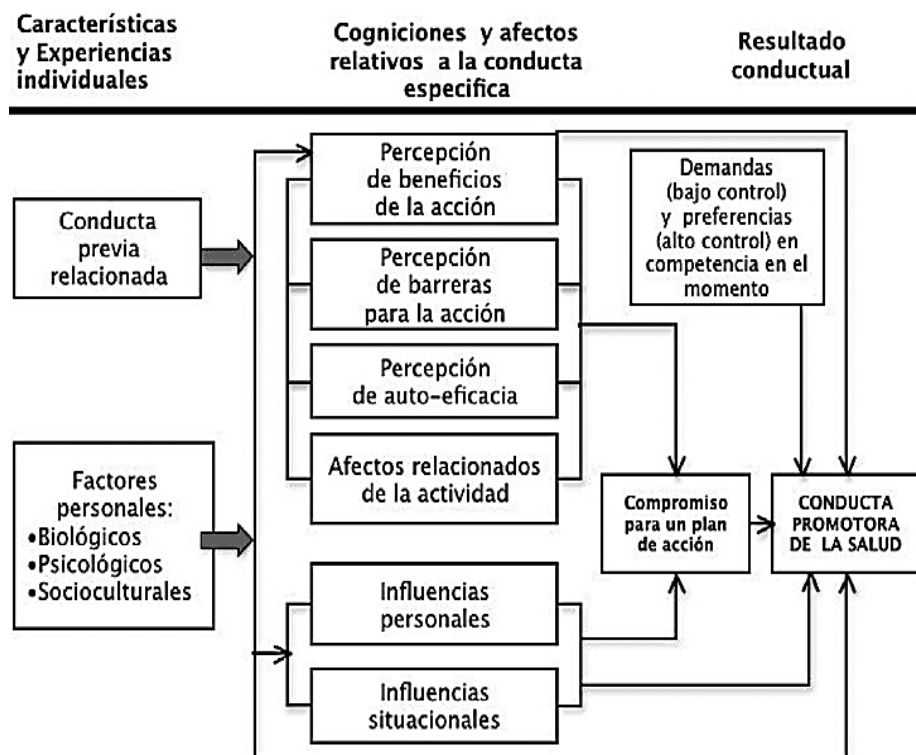 Características
y Experiencias
individuales
Cogniciones y afectos
relativos a la conducta
especifica
Resultado
conductual
Conducta
previa
relacionada
Factores
personales:
•Biológicos
•Psicológicos
•Socioculturales
Percepción
de beneficios
de la acción
Percepción
de barreras
para la acción
Percepción
de auto-eficacia
Afectos relacionados
de la actividad
Influencias
personales
Influencias
situacionales
Demandas
(bajo control)
y preferencias
(alto control) en
competencia en el
momento
Compromiso
para un plan
de acción
CONDUCTA
PROMOTORA
DE LA SALUD